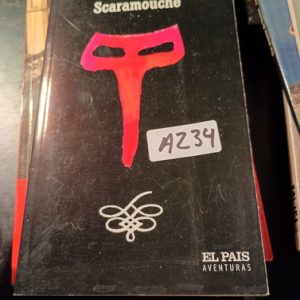 Scaramouche
A234
EL PAIS
AVENTURAS